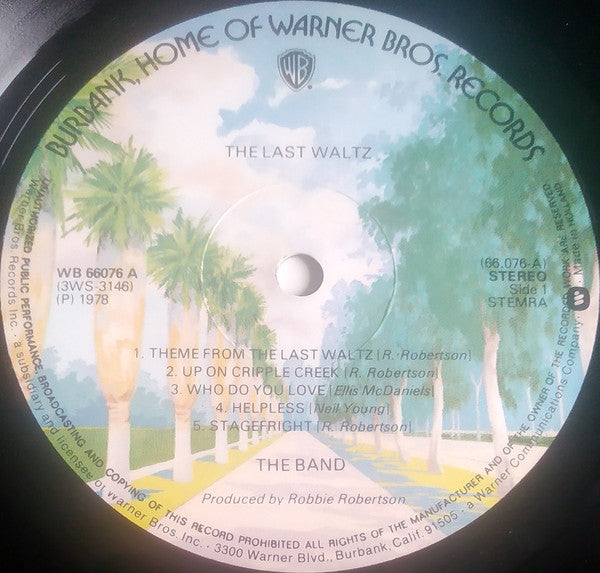 BURBANK, HOME OF WARNER BROS. RECORDS
WB
THE LAST WALTZ
WB 66076 A
(3WS-3146)
(P) 1978
(66.076-A)
STEREO
Side 1
STEMRA
B
1. THEME FROM THE LAST WALTZ (R. Robertson)
2. UP ON CRIPPLE CREEK (R. Robertson)
3. WHO DO YOU LOVE (Ellis McDaniels)
4. HELPLESS (Neil Young)
5. STAGEFRIGHT (R. Robertson)
THE BAND
Produced by Robbie Robertson
UNAUTHORIZED PUBLIC PERFORMANCE, BROADCASTING AND COPYING OF THIS RECORD PROHIBITED ALL RIGHTS OF THE MANUFACTURER AND OF THE OWNER OF THE RECORDED WORK ARE RESERVED
Warner Bros. Records Inc. · a subsidiary and licensee of Warner Bros. Inc. · 3300 Warner Blvd., Burbank, Calif. 91505 · a Warner Communications Company
MADE IN HOLLAND